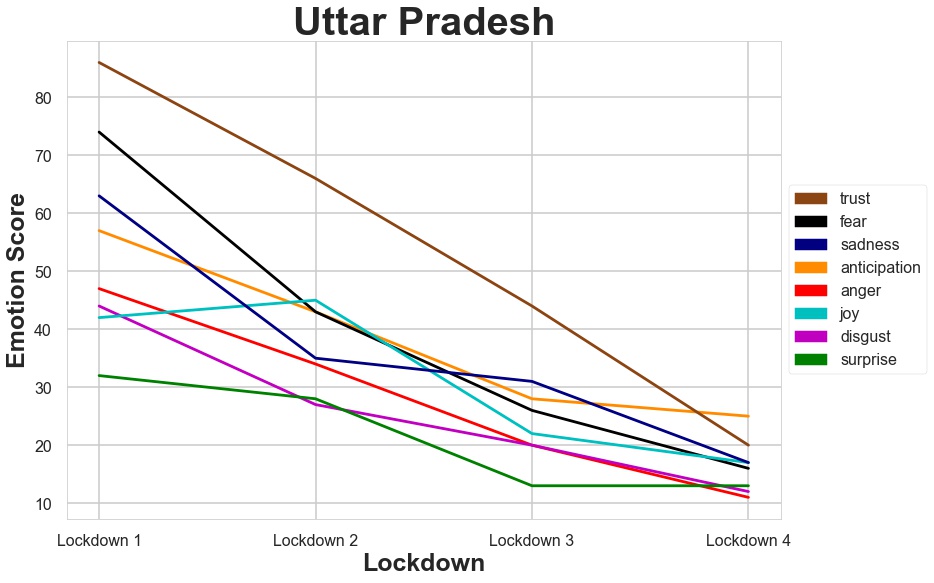 Uttar Pradesh
Emotion Score
80
70
60
50
40
30
20
10
Lockdown 1 Lockdown 2 Lockdown 3 Lockdown 4
Lockdown
trust
fear
sadness
anticipation
anger
joy
disgust
surprise